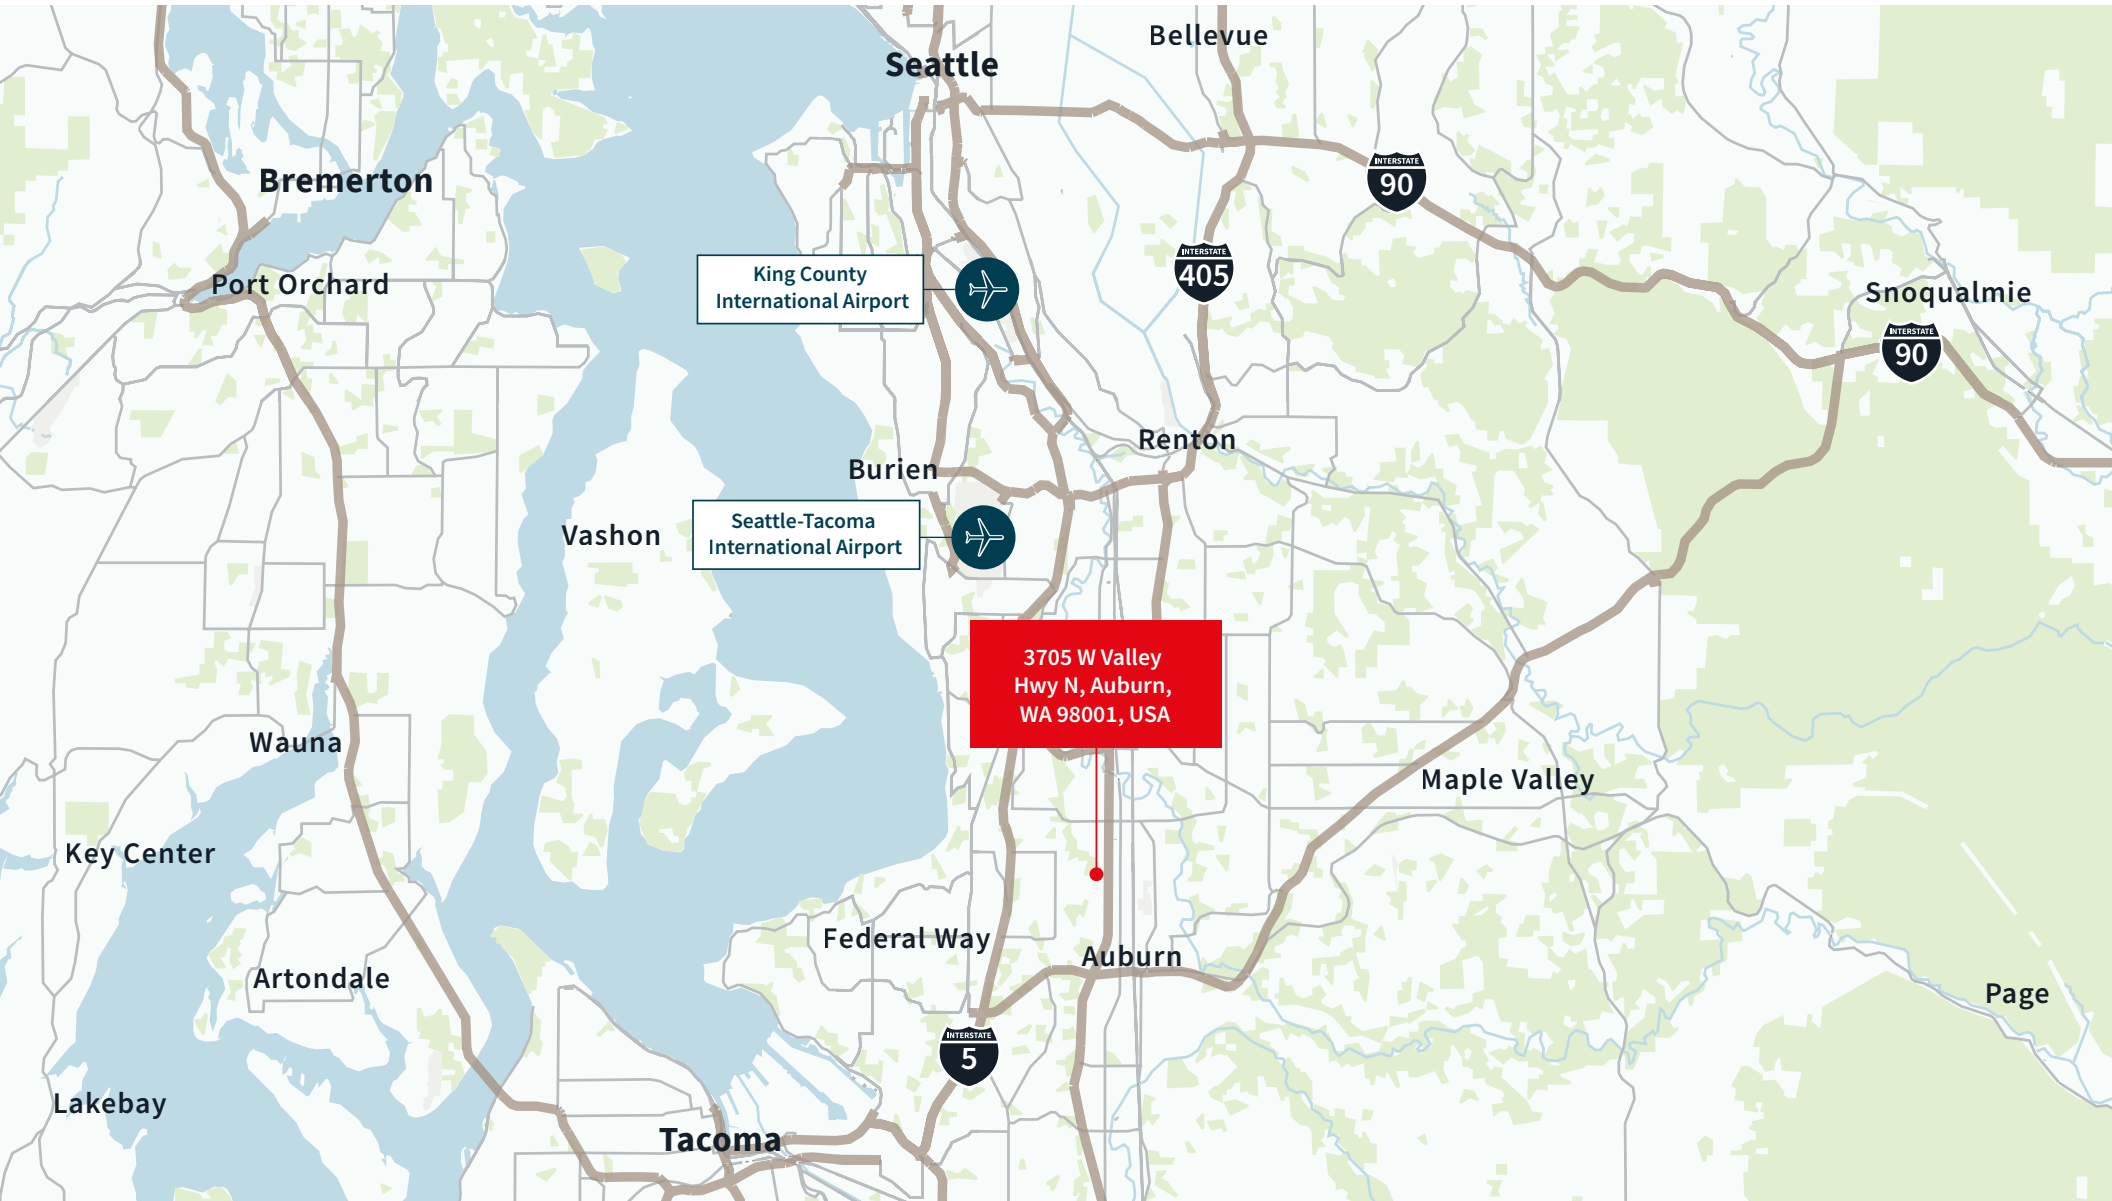 Bellevue
Seattle
INTERSTATE
90
Bremerton
INTERSTATE
405
King County
International Airport
Port Orchard
Snoqualmie
INTERSTATE
90
Renton
Burien
Seattle-Tacoma
International Airport
Vashon
3705 W Valley
Hwy N, Auburn,
WA 98001, USA
Wauna
Maple Valley
Key Center
Federal Way
Auburn
Artondale
Page
INTERSTATE
5
Lakebay
Tacoma